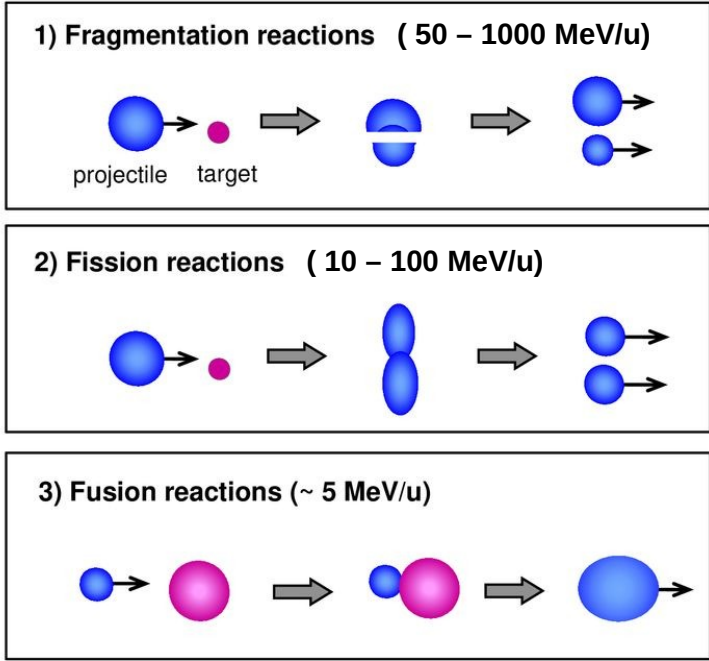 1) Fragmentation reactions ( 50 – 1000 MeV/u)
projectile target
2) Fission reactions ( 10 – 100 MeV/u)
3) Fusion reactions (~ 5 MeV/u)